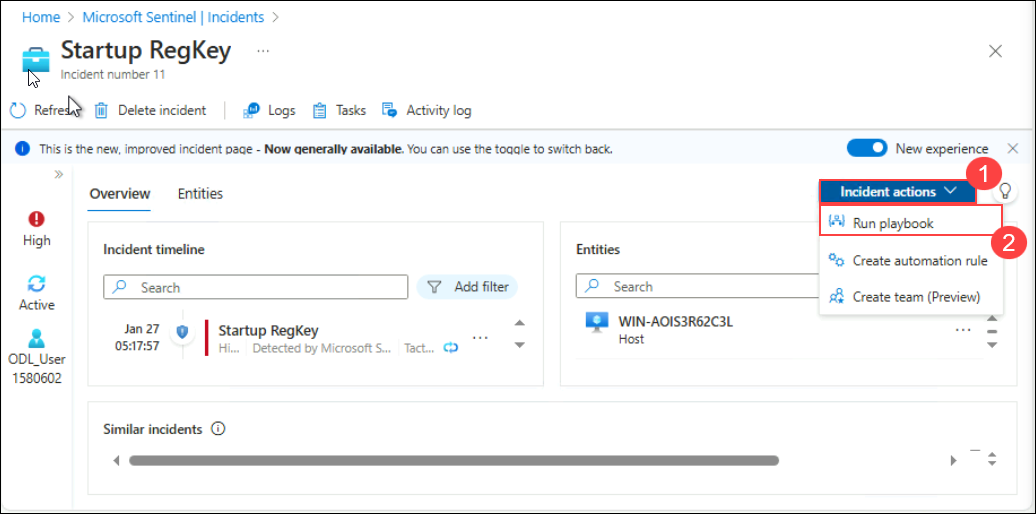 Home > Microsoft Sentinel | Incidents >
Startup RegKey ...
Incident number 11
Refresh Delete incident Logs Tasks Activity log
This is the new, improved incident page - Now generally available. You can use the toggle to switch back. New experience
Overview Entities
Incident actions 1
High
Active
ODL_User
1580602
Incident timeline
Search Add filter
Jan 27
05:17:57
Startup RegKey
Hi... Detected by Microsoft S... Tact... ...
Entities
Search
WIN-AOIS3R62C3L
Host ...
Run playbook
2
Create automation rule
Create team (Preview)
Similar incidents